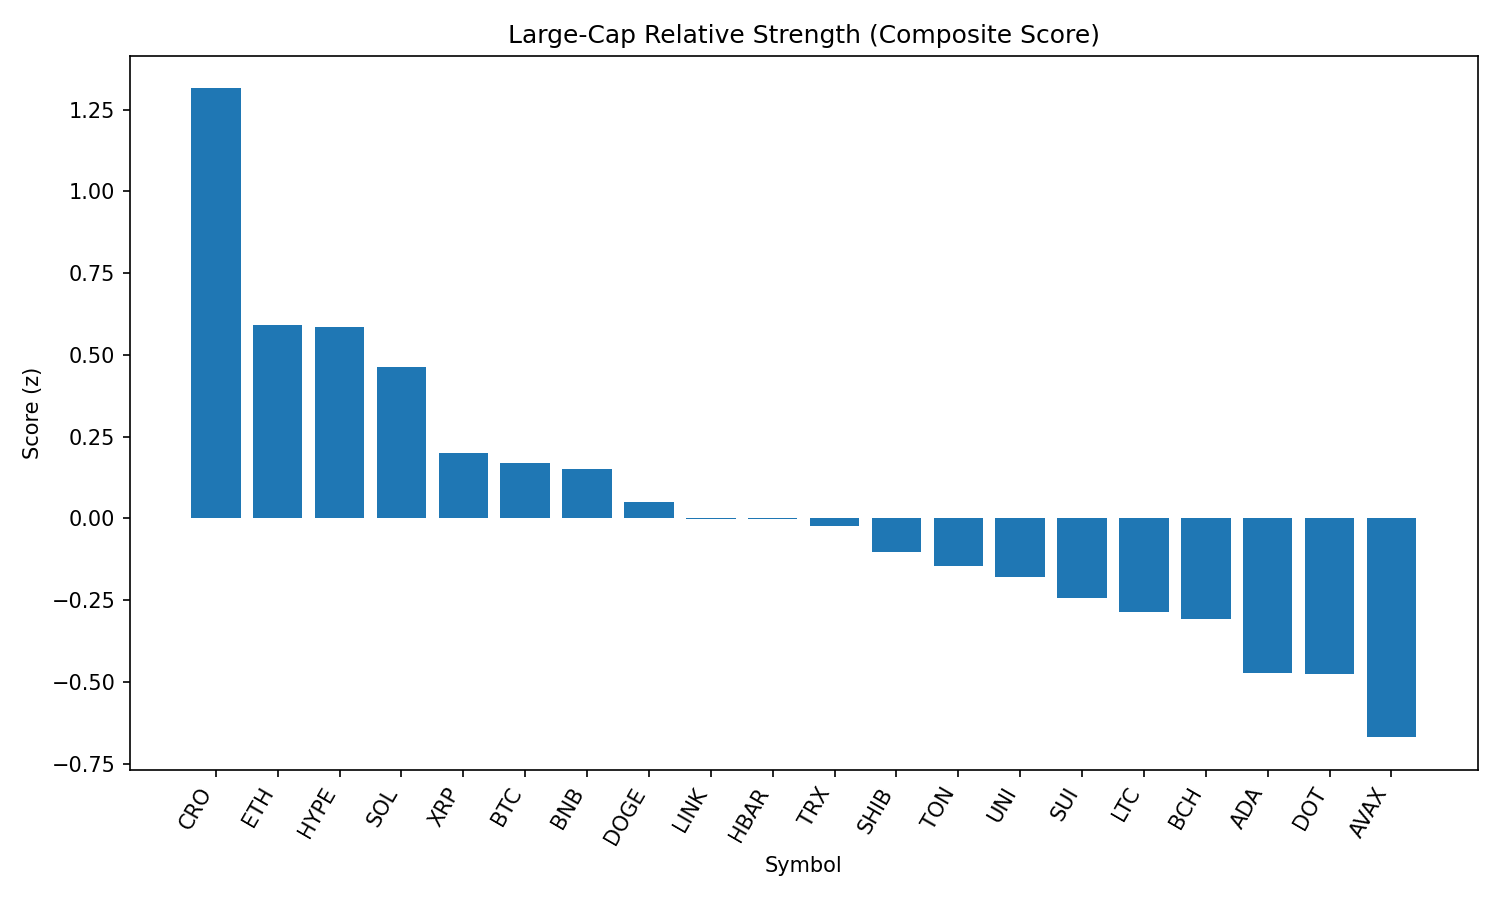 Large-Cap Relative Strength (Composite Score)
1.25
1.00
0.75
0.50
0.25
0.00
−0.25
−0.50
−0.75
Score (z)
CRO
ETH
HYPE
SOL
XRP
BTC
BNB
DOGE
LINK
HBAR
TRX
SHIB
TON
UNI
SUI
LTC
BCH
ADA
DOT
AVAX
Symbol